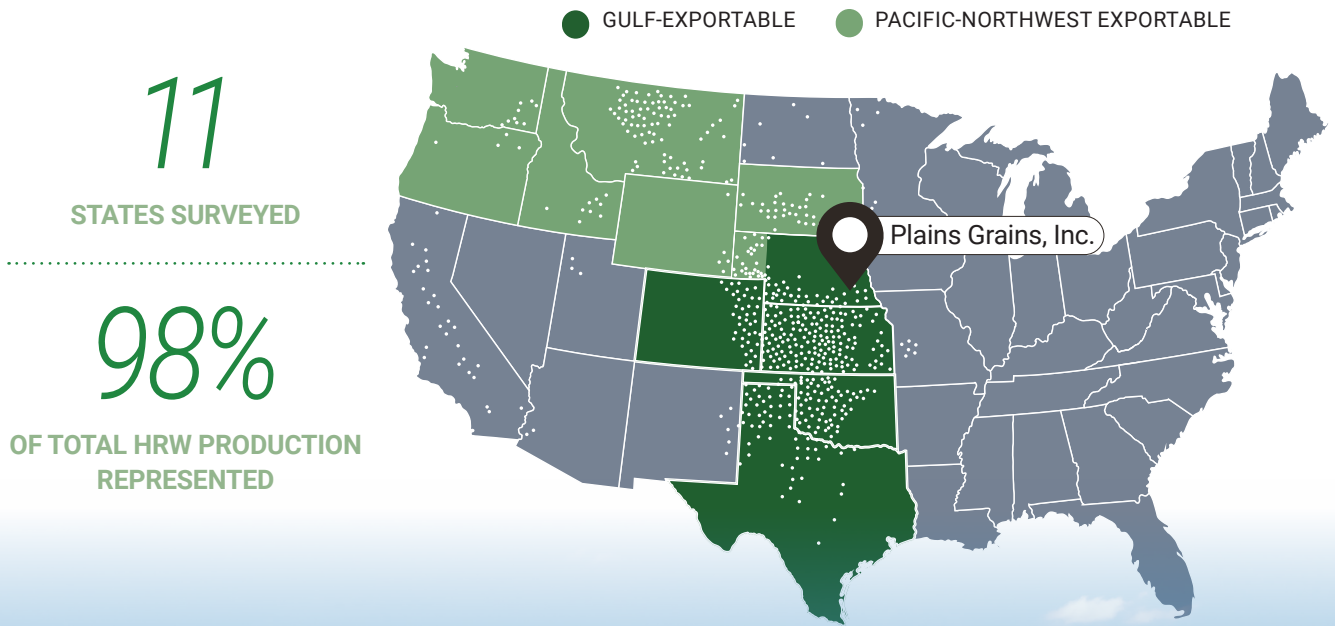 GULF-EXPORTABLE
PACIFIC-NORTHWEST EXPORTABLE
11
STATES SURVEYED
98%
OF TOTAL HRW PRODUCTION
REPRESENTED
Plains Grains, Inc.